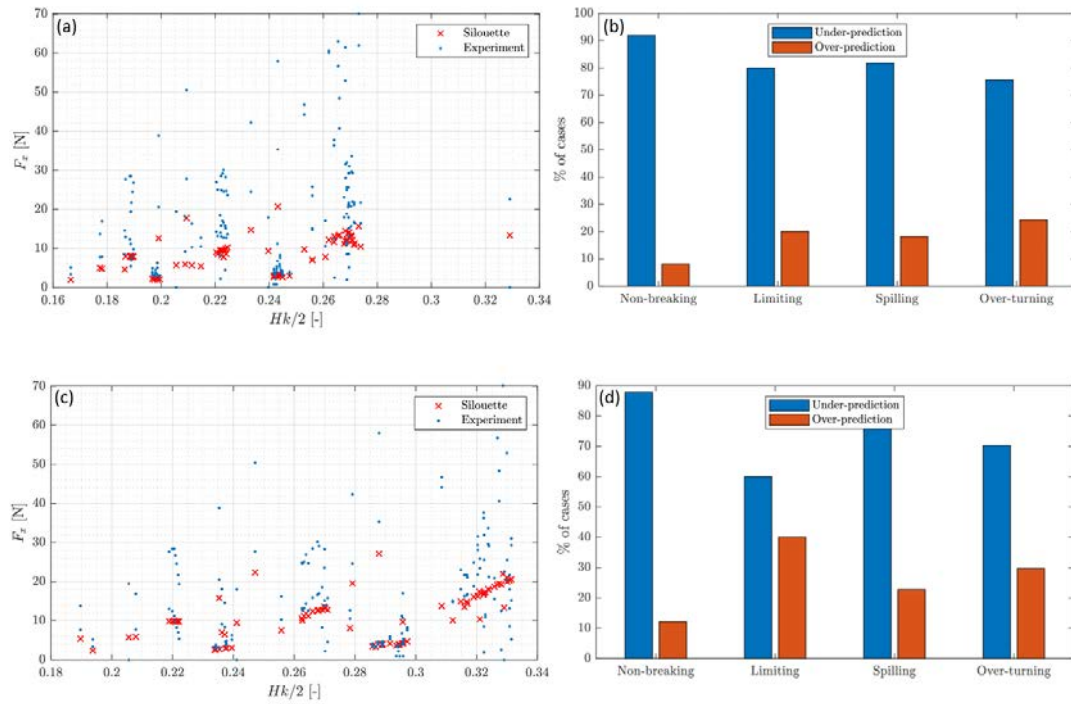 (a)
Silouette
Experiment
70
60
50
40
30
20
10
0
F_x [N]
0.16 0.18 0.2 0.22 0.24 0.26 0.28 0.3 0.32 0.34
Hk/2 [-]
(b)
Under-prediction
Over-prediction
100
90
80
70
60
50
40
30
20
10
0
% of cases
Non-breaking Limiting Spilling Over-turning
(c)
Silouette
Experiment
70
60
50
40
30
20
10
0
F_x [N]
0.2 0.22 0.24 0.26 0.28 0.3 0.32 0.34
Hk/2 [-]
(d)
Under-prediction
Over-prediction
90
80
70
60
50
40
30
20
10
0
% of cases
Non-breaking Limiting Spilling Over-turning